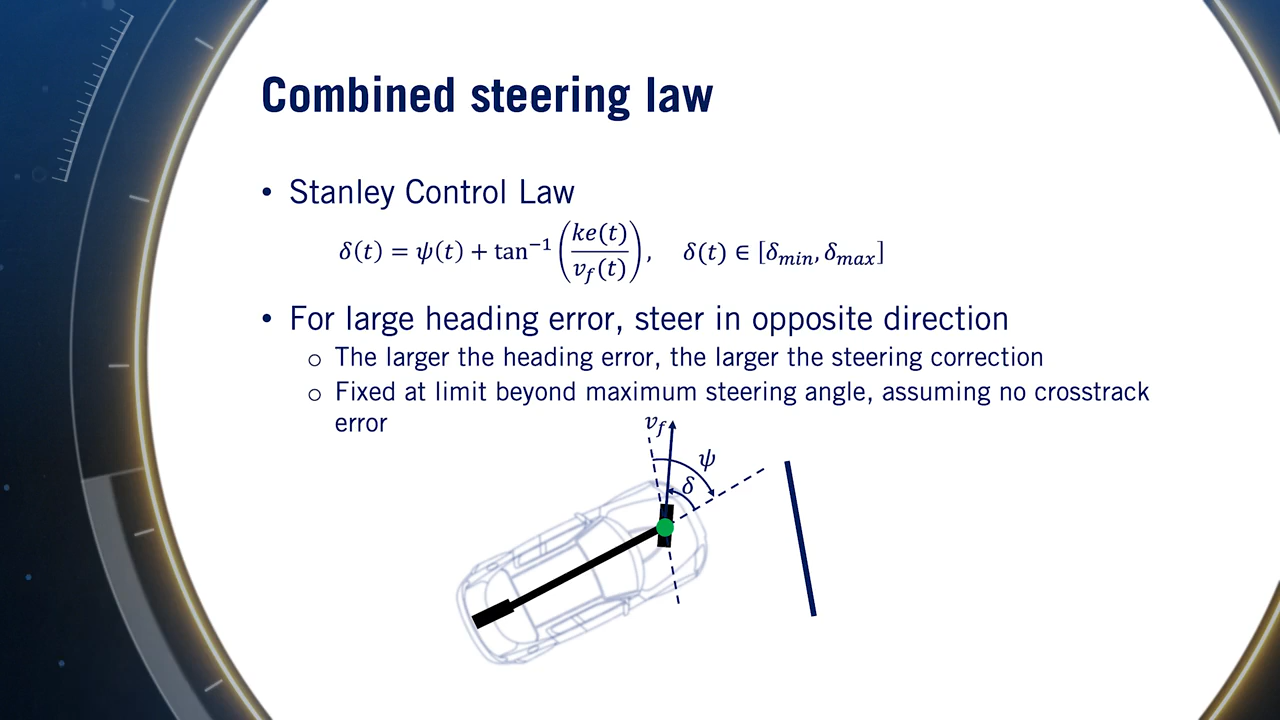 Combined steering law
• Stanley Control Law
δ(t) = ψ(t) + tan⁻¹(ke(t)/v_f(t)), δ(t) ∈ [δ_min, δ_max]
• For large heading error, steer in opposite direction
o The larger the heading error, the larger the steering correction
o Fixed at limit beyond maximum steering angle, assuming no crosstrack
error
v_f
ψ
δ